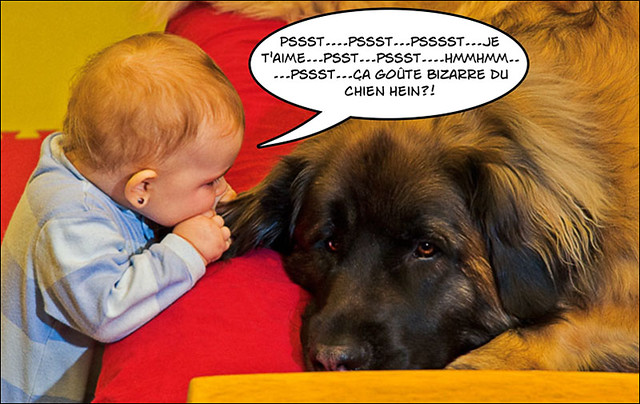 PSSST....PSSST...PSSSST...JE
T'AIME...PSST...PSSST....HMMHMM..
...PSSST...ÇA GOÛTE BIZARRE DU
CHIEN HEIN?!